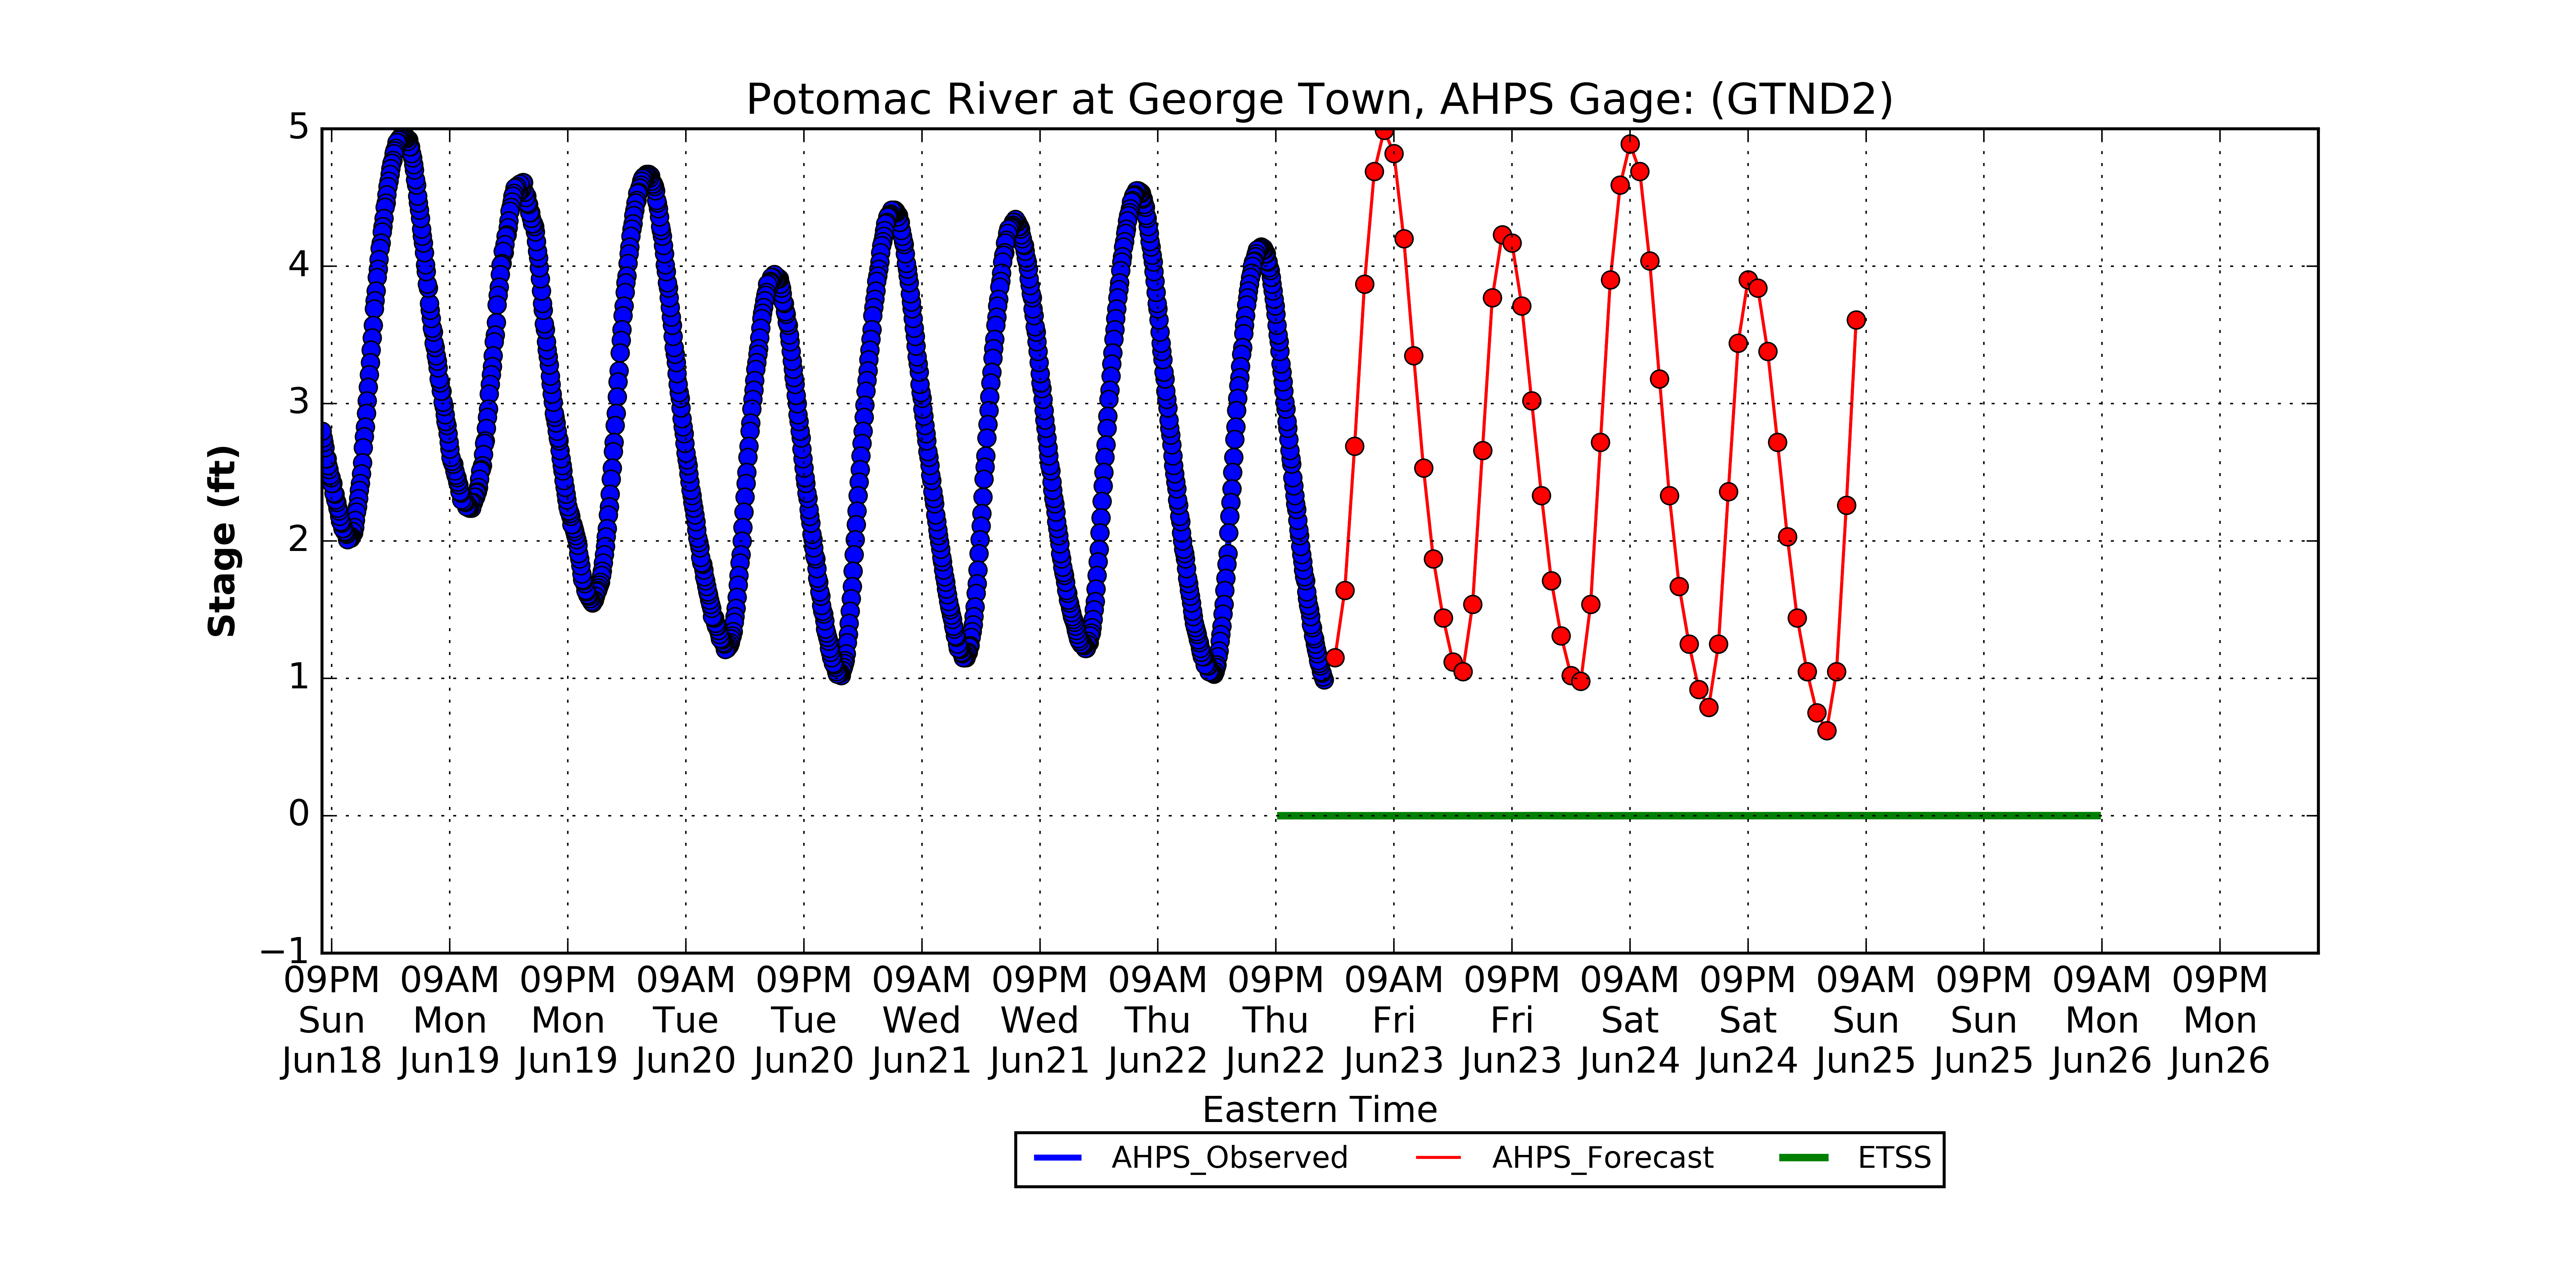 Potomac River at George Town, AHPS Gage: (GTND2)
5
4
3
2
1
0
−1
Stage (ft)
09PM 09AM 09PM 09AM 09PM 09AM 09PM 09AM 09PM 09AM 09PM 09AM 09PM 09AM 09PM 09AM 09PM
Sun Mon Mon Tue Tue Wed Wed Thu Thu Fri Fri Sat Sat Sun Sun Mon Mon
Jun18 Jun19 Jun19 Jun20 Jun20 Jun21 Jun21 Jun22 Jun22 Jun23 Jun23 Jun24 Jun24 Jun25 Jun25 Jun26 Jun26
Eastern Time
AHPS_Observed AHPS_Forecast ETSS